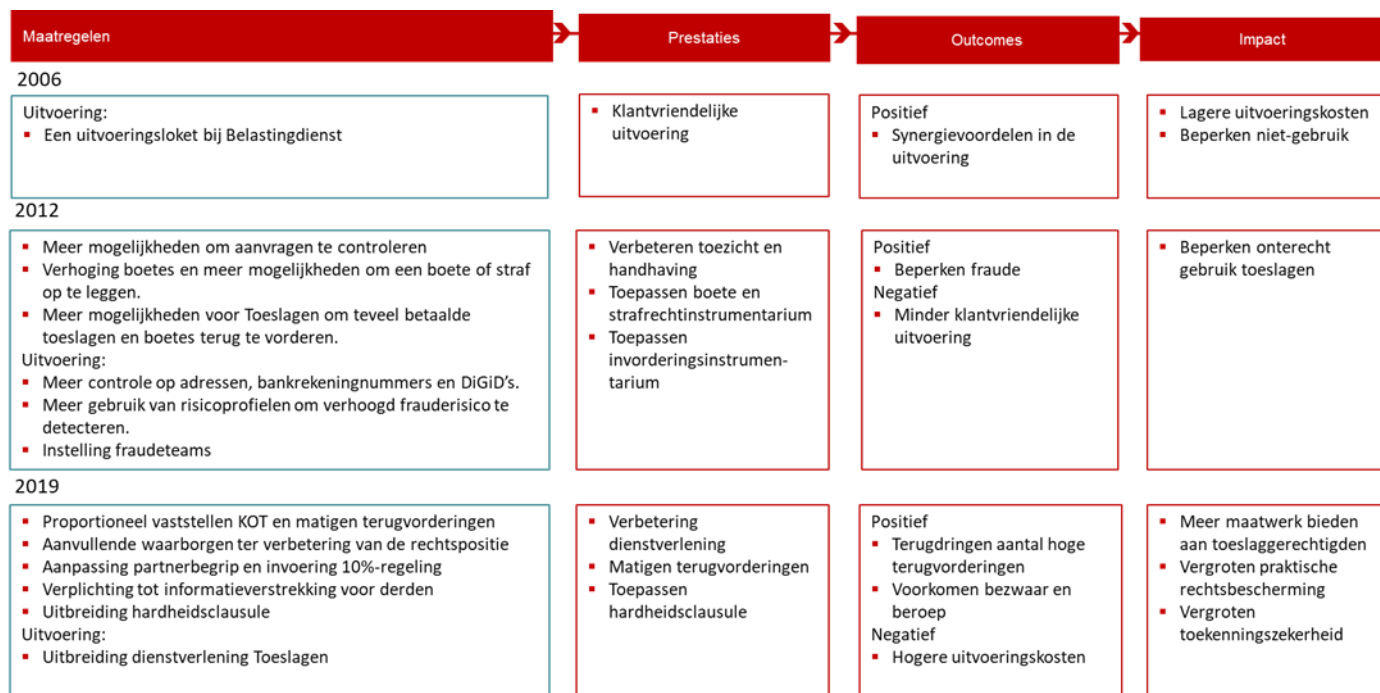 Maatregelen
Prestaties
Outcomes
Impact
2006
Uitvoering:
▪ Een uitvoeringsloket bij Belastingdienst
▪ Klantvriendelijke
uitvoering
Positief
▪ Synergievoordelen in de
uitvoering
▪ Lagere uitvoeringskosten
▪ Beperken niet-gebruik
2012
▪ Meer mogelijkheden om aanvragen te controleren
▪ Verhoging boetes en meer mogelijkheden om een boete of straf
op te leggen.
▪ Meer mogelijkheden voor Toeslagen om teveel betaalde
toeslagen en boetes terug te vorderen.
Uitvoering:
▪ Meer controle op adressen, bankrekeningnummers en DiGiD's.
▪ Meer gebruik van risicoprofielen om verhoogd frauderisico te
detecteren.
▪ Instelling fraudeteams
▪ Verbeteren toezicht en
handhaving
▪ Toepassen boete en
strafrechtinstrumentarium
▪ Toepassen
invorderingsinstrumen-
tarium
Positief
▪ Beperken fraude
Negatief
▪ Minder klantvriendelijke
uitvoering
▪ Beperken onterecht
gebruik toeslagen
2019
▪ Proportioneel vaststellen KOT en matigen terugvorderingen
▪ Aanvullende waarborgen ter verbetering van de rechtspositie
▪ Aanpassing partnerbegrip en invoering 10%-regeling
▪ Verplichting tot informatieverstrekking voor derden
▪ Uitbreiding hardheidsclausule
Uitvoering:
▪ Uitbreiding dienstverlening Toeslagen
▪ Verbetering
dienstverlening
▪ Matigen terugvorderingen
▪ Toepassen
hardheidsclausule
Positief
▪ Terugdringen aantal hoge
terugvorderingen
▪ Voorkomen bezwaar en
beroep
Negatief
▪ Hogere uitvoeringskosten
▪ Meer maatwerk bieden
aan toeslaggerechtigden
▪ Vergroten praktische
rechtsbescherming
▪ Vergroten
toekenningszekerheid